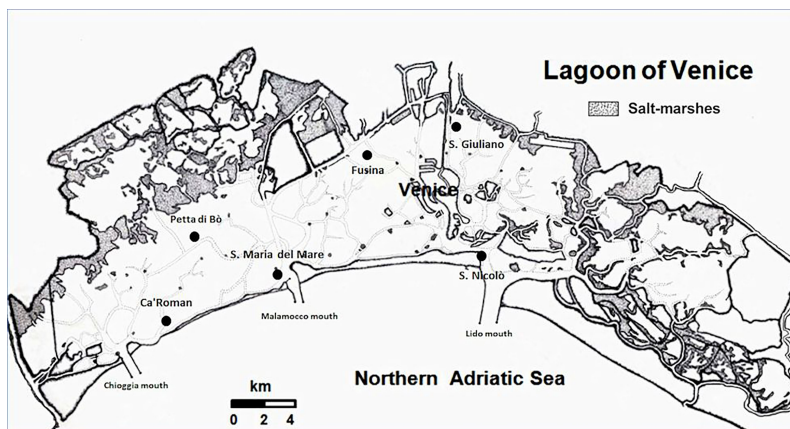 Lagoon of Venice
Salt-marshes
S. Giuliano
Fusina
Venice
Petta di Bò
S. Maria del Mare
S. Nicolò
Ca'Roman
Malamocco mouth
Lido mouth
Chioggia mouth
Northern Adriatic Sea
km
0 2 4